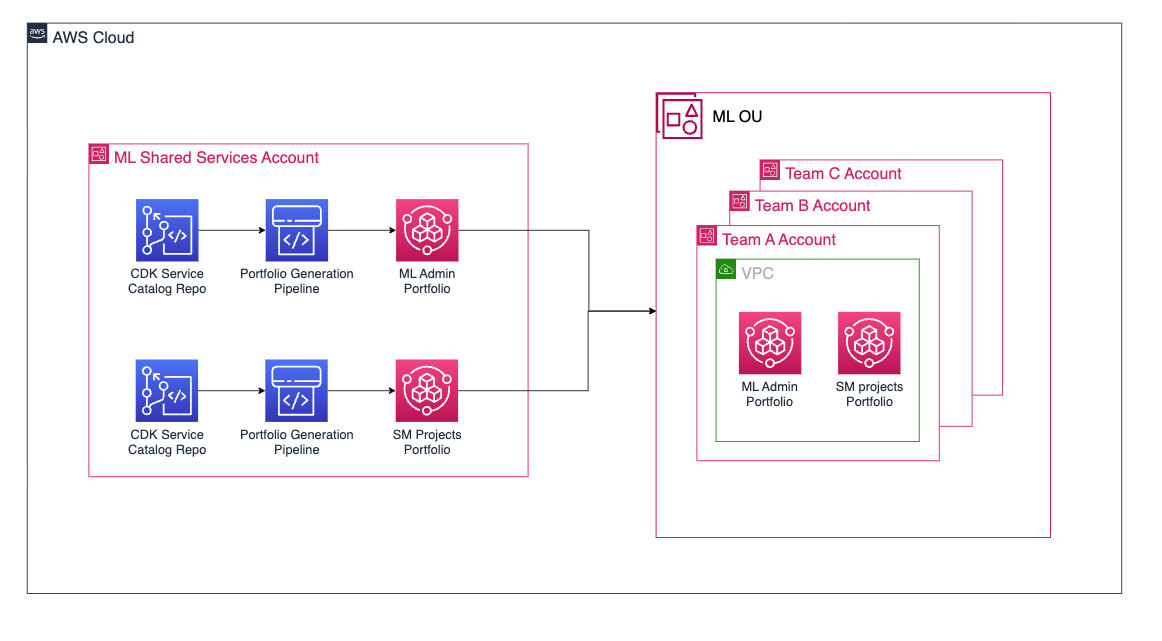 aws
AWS Cloud
ML Shared Services Account
CDK Service
Catalog Repo
Portfolio Generation
Pipeline
ML Admin
Portfolio
CDK Service
Catalog Repo
Portfolio Generation
Pipeline
SM Projects
Portfolio
ML OU
Team C Account
Team B Account
Team A Account
VPC
ML Admin
Portfolio
SM projects
Portfolio